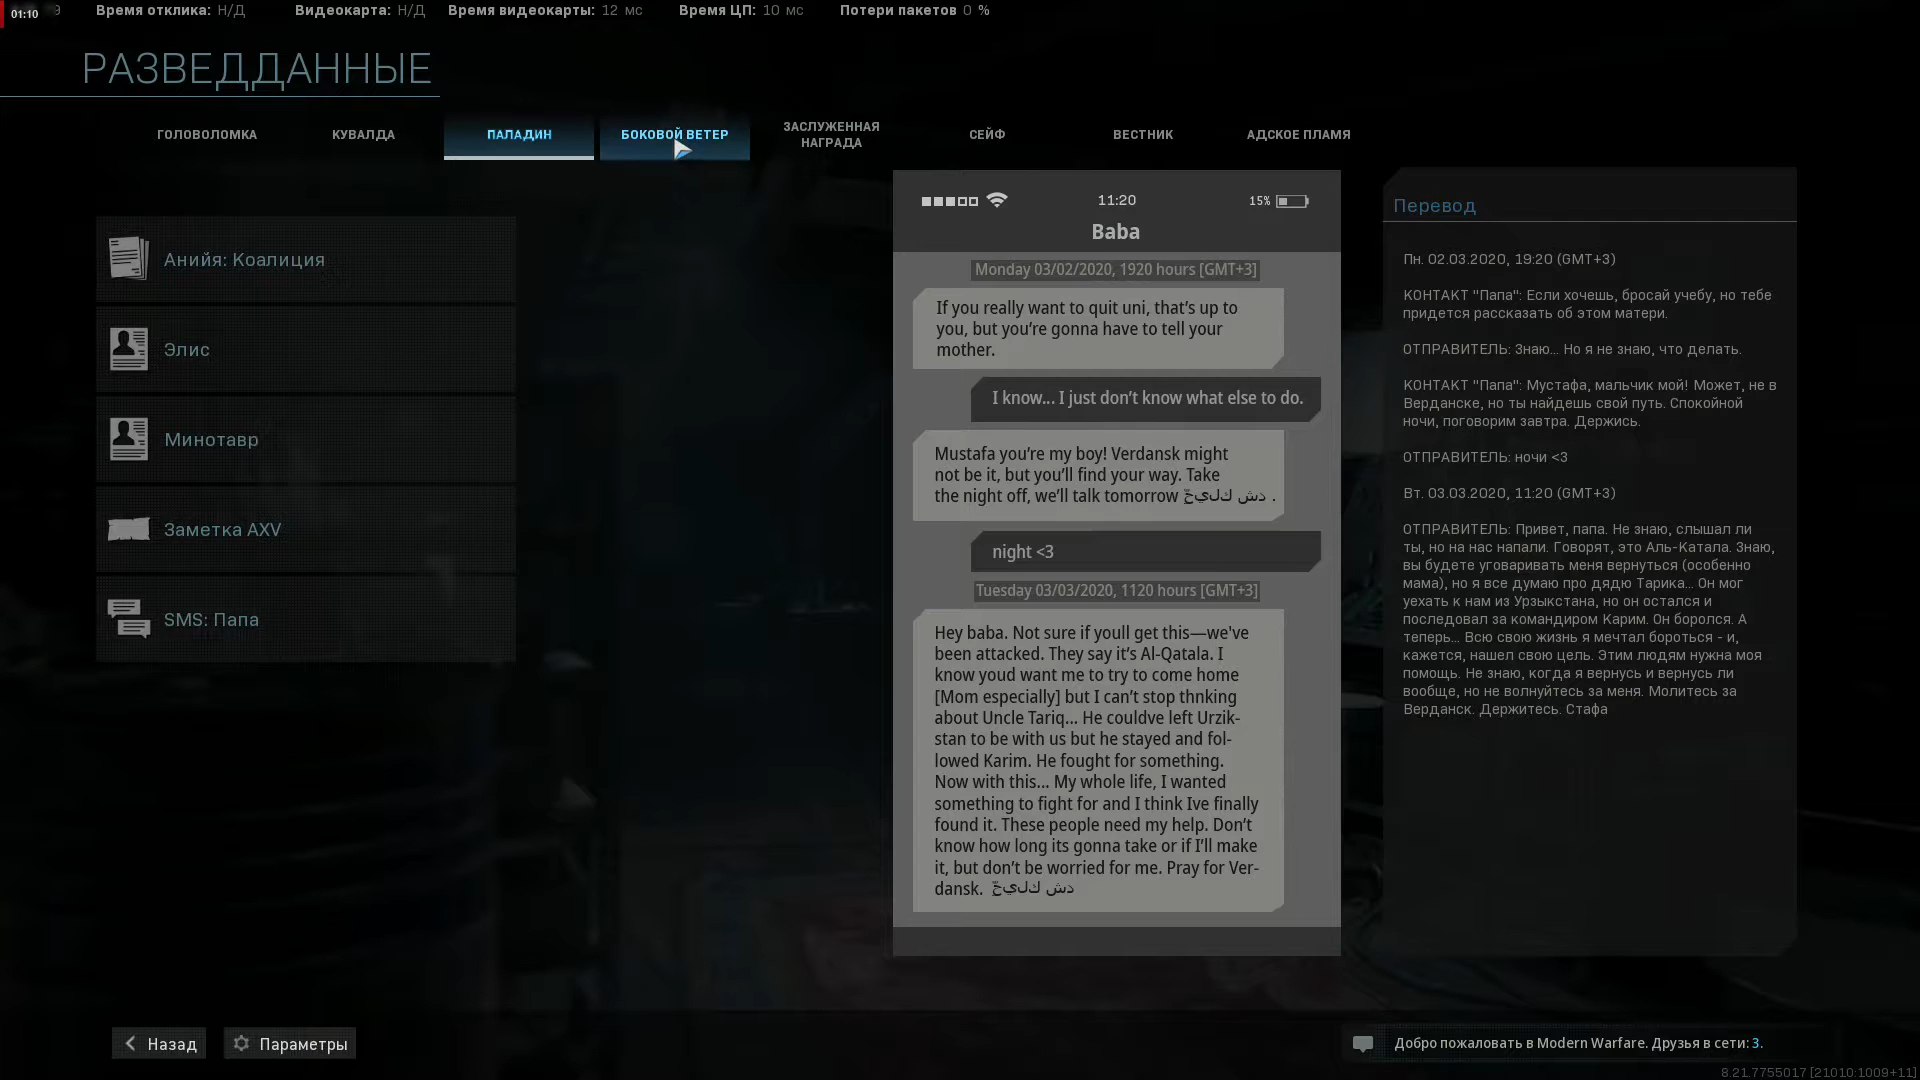 01:10
Время отклика: Н/Д Видеокарта: Н/Д Время видеокарты: 12 мс Время ЦП: 10 мс Потери пакетов 0 %
РАЗВЕДДАННЫЕ
ГОЛОВОЛОМКА
КУВАЛДА
ПАЛАДИН
БОКОВОЙ ВЕТЕР
ЗАСЛУЖЕННАЯ
НАГРАДА
СЕЙФ
ВЕСТНИК
АДСКОЕ ПЛАМЯ
Анийя: Коалиция
Элис
Минотавр
Заметка AXV
SMS: Папа
11:20
15%
Baba
Monday 03/02/2020, 1920 hours [GMT+3]
If you really want to quit uni, that's up to
you, but you're gonna have to tell your
mother.
I know... I just don't know what else to do.
Mustafa you're my boy! Verdansk might
not be it, but you'll find your way. Take
the night off, we'll talk tomorrow
night <3
Tuesday 03/03/2020, 1120 hours [GMT+3]
Hey baba. Not sure if youll get this—we've
been attacked. They say it's Al-Qatala. I
know youd want me to try to come home
[Mom especially] but I can't stop thnking
about Uncle Tariq... He couldve left Urzik-
stan to be with us but he stayed and fol-
lowed Karim. He fought for something.
Now with this... My whole life, I wanted
something to fight for and I think Ive finally
found it. These people need my help. Don't
know how long its gonna take or if I'll make
it, but don't be worried for me. Pray for Ver-
dansk.
Перевод
Пн. 02.03.2020, 19:20 (GMT+3)
КОНТАКТ "Папа": Если хочешь, бросай учебу, но тебе
придется рассказать об этом матери.
ОТПРАВИТЕЛЬ: Знаю... Но я не знаю, что делать.
КОНТАКТ "Папа": Мустафа, мальчик мой! Может, не в
Верданске, но ты найдешь свой путь. Спокойной
ночи, поговорим завтра. Держись.
ОТПРАВИТЕЛЬ: ночи <3
Вт. 03.03.2020, 11:20 (GMT+3)
ОТПРАВИТЕЛЬ: Привет, папа. Не знаю, слышал ли
ты, но на нас напали. Говорят, это Аль-Катала. Знаю,
вы будете уговаривать меня вернуться (особенно
мама), но я все думаю про дядю Тарика... Он мог
уехать к нам из Урзыкстана, но он остался и
последовал за командиром Карим. Он боролся. А
теперь... Всю свою жизнь я мечтал бороться - и,
кажется, нашел свою цель. Этим людям нужна моя
помощь. Не знаю, когда я вернусь и вернусь ли
вообще, но не волнуйтесь за меня. Молитесь за
Верданск. Держитесь. Стафа
Назад
Параметры
Добро пожаловать в Modern Warfare. Друзья в сети: 3.
8.21.7755017 [21010:1009+11]